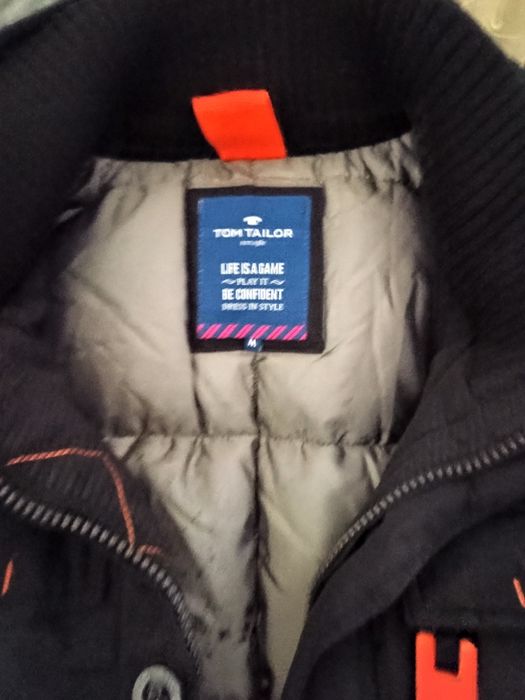 TOM TAILOR
LIFE IS A GAME
PLAY IT
BE CONFIDENT
DRESS IN STYLE
M